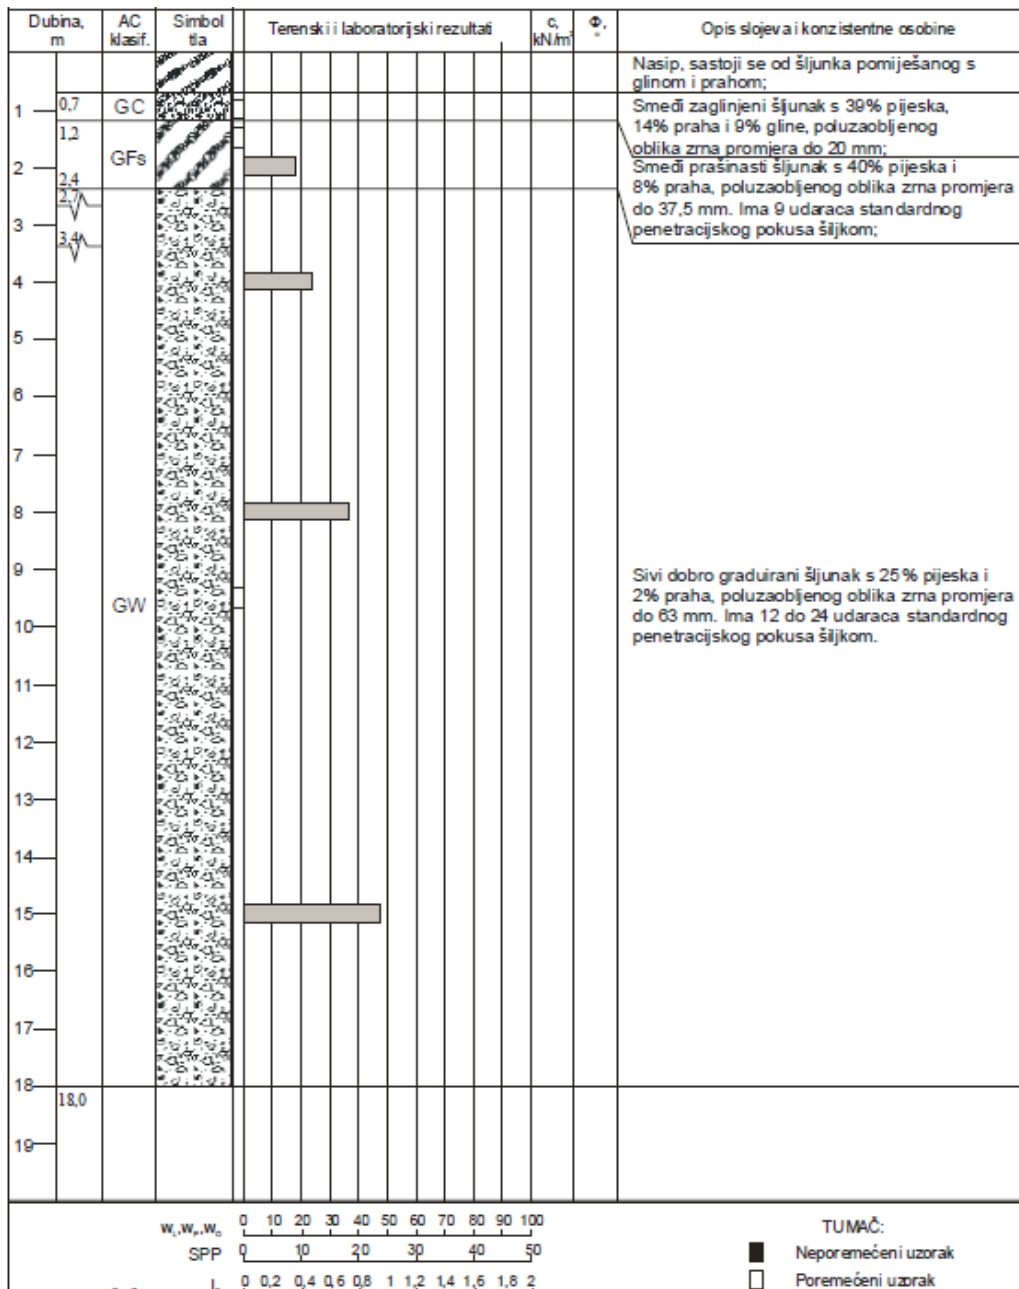 Dubina, m
AC klasif.
Simbol tla
Terenski i laboratorijski rezultati
c, kN/m²
Φ, °
Opis slojeva i konzistentne osobine
Nasip, sastoji se od šljunka pomiješanog s
glinom i prahom;
0,7
GC
1
Smeđi zaglinjeni šljunak s 39% pijeska,
14% praha i 9% gline, poluzaobljenog
oblika zrna promjera do 20 mm;
1,2
GFs
2
2,4
Smeđi prašinasti šljunak s 40% pijeska i
8% praha, poluzaobljenog oblika zrna promjera
do 37,5 mm. Ima 9 udaraca standardnog
penetracijskog pokusa šiljkom;
2,7
3
3,4
4
5
6
7
8
9
GW
10
Sivi dobro graduirani šljunak s 25% pijeska i
2% praha, poluzaobljenog oblika zrna promjera
do 63 mm. Ima 12 do 24 udaraca standardnog
penetracijskog pokusa šiljkom.
11
12
13
14
15
16
17
18
18,0
19
0 10 20 30 40 50 60 70 80 90 100
SPP 0 10 20 30 40 50
0 0,2 0,4 0,6 0,8 1 1,2 1,4 1,6 1,8 2
TUMAČ:
Neporemećeni uzorak
Poremećeni uzorak